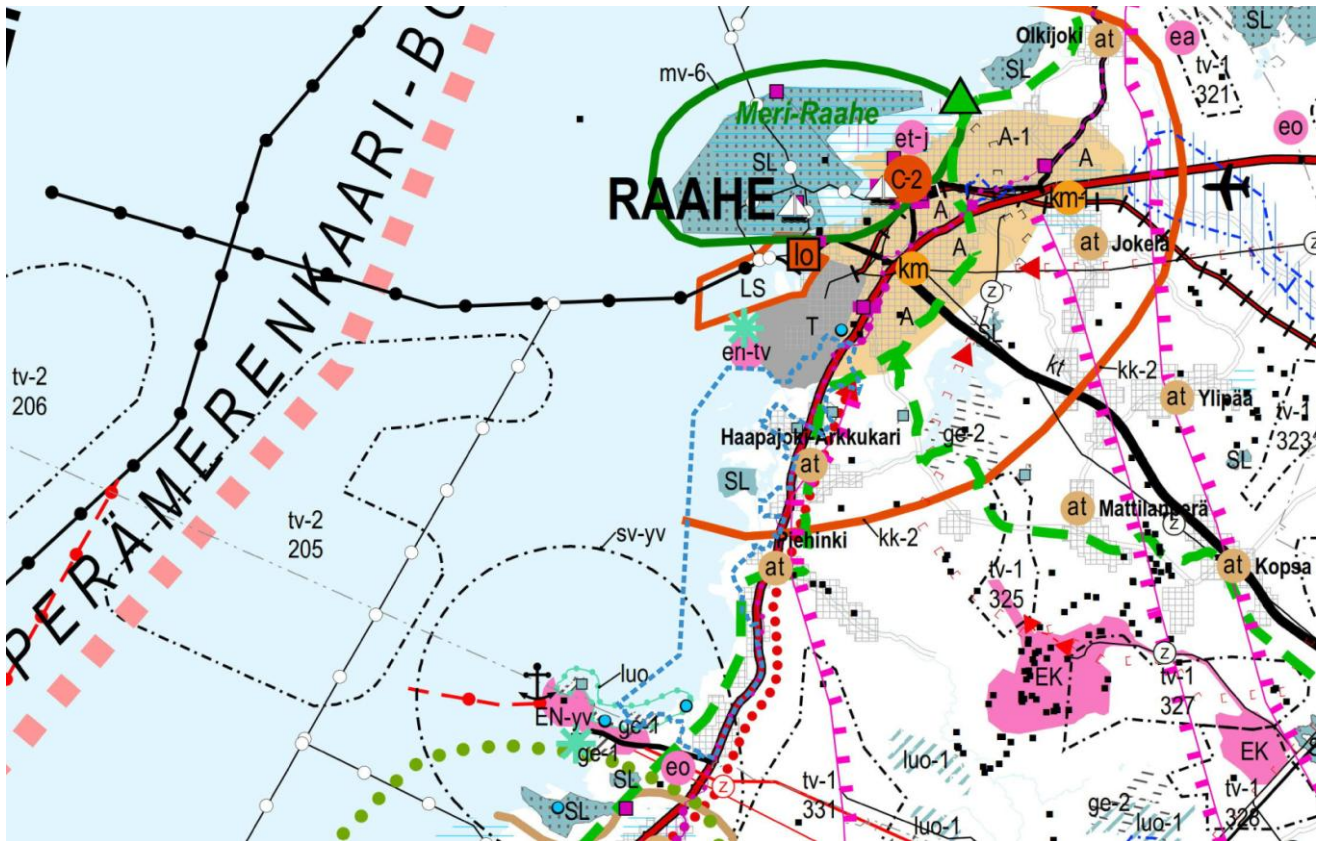 Olkijoki
at
ea
SL
SL
tv-1
321
mv-6
Meri-Raahe
et-j
A-1
A
eo
SL
C-2
RAAHE
A
km-
at
Jokela
lo
A
km
LS
z
z
T
A
SL
en-tv
kt
kk-2
tv-2
206
at
Ylipää
tv-1
323
Haapajoki-Arkkukari
ge-2
at
SL
SL
at
Mattilanperä
z
tv-2
205
sv-yv
kk-2
Piehinki
at
at
Kopsa
tv-1
325
PERÄMERENKAARI-BO
luo
EK
z
tv-1
327
EN-yv
ge-1
ge-1
EK
eo
luo-1
SL
z
tv-1
331
ge-2
tv-1
328
SL
luo-1
luo-1